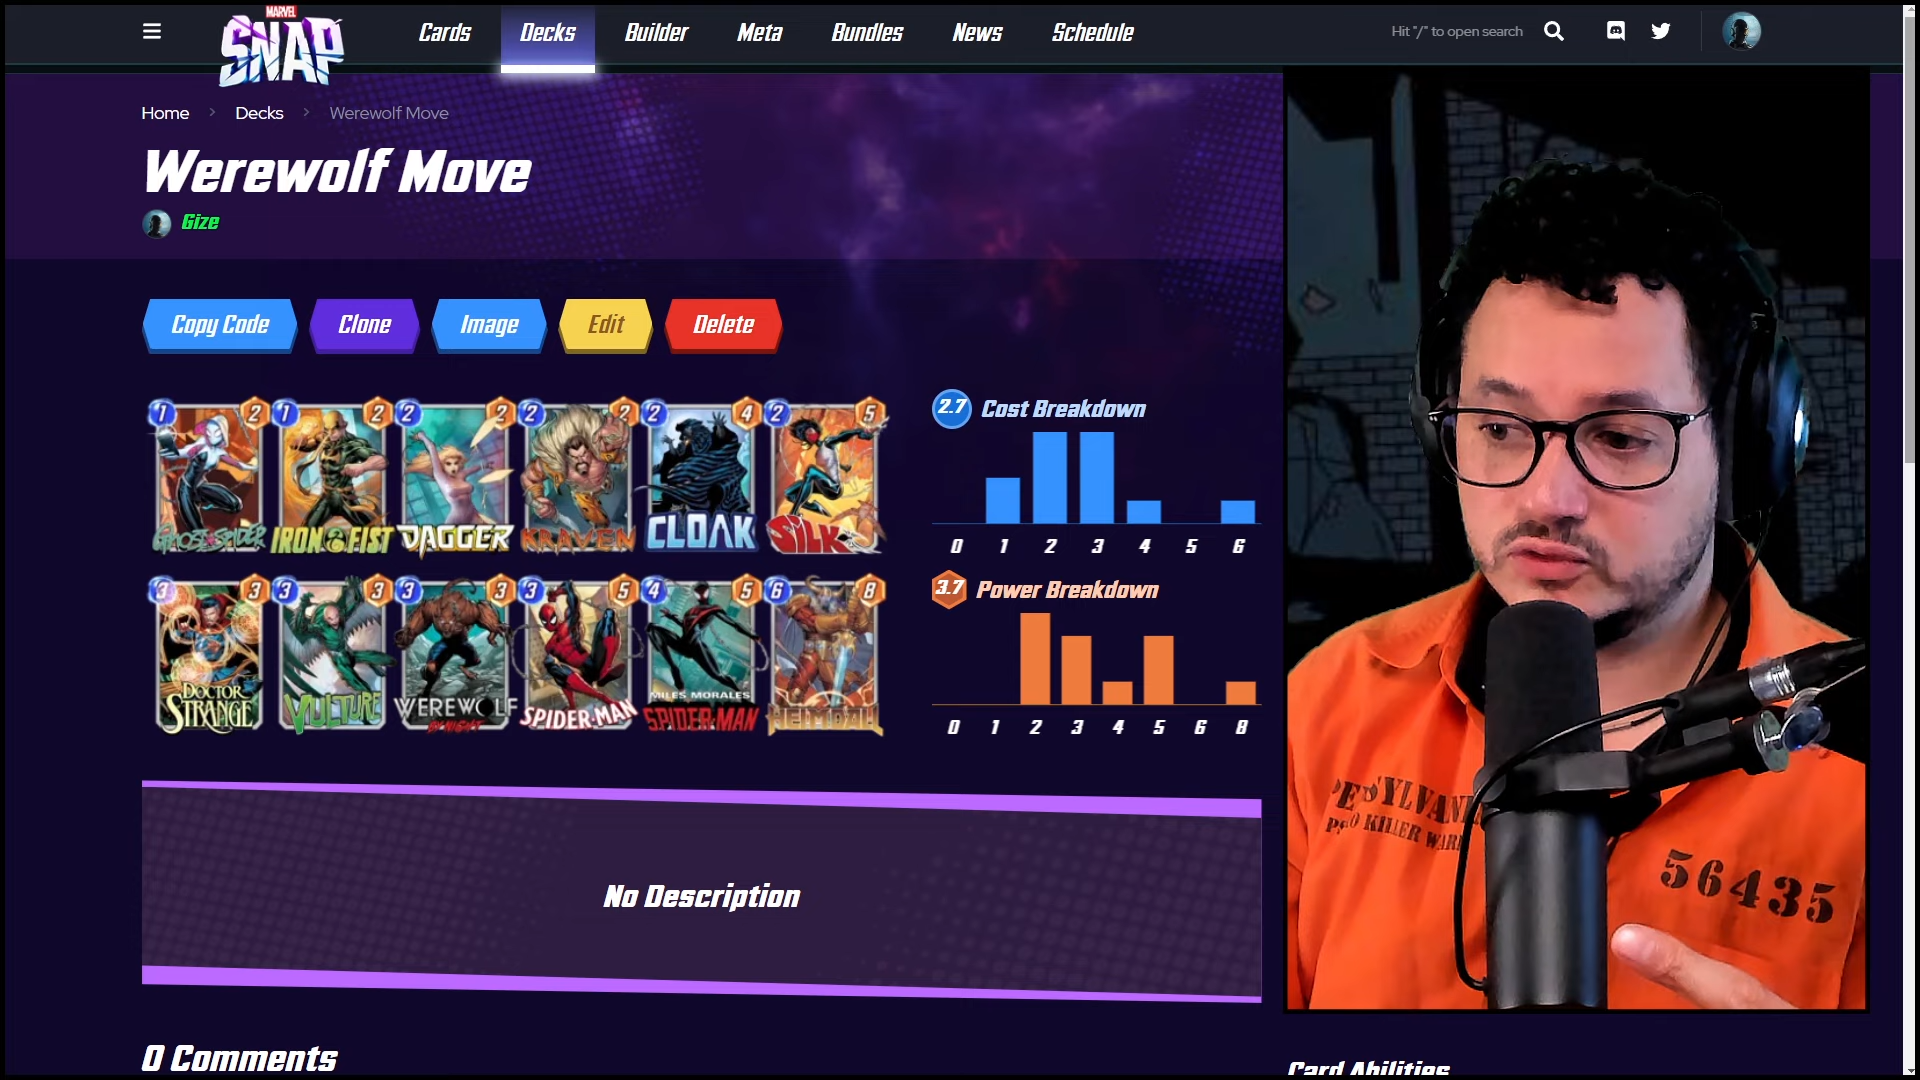 MARVEL
SNAP
Cards
Decks
Builder
Meta
Bundles
News
Schedule
Hit "/" to open search
Home > Decks > Werewolf Move
Werewolf Move
Gize
Copy Code
Clone
Image
Edit
Delete
1 2 1 2 2 2 2 2 2 4 2 5
GHOST-SPIDER
IRON FIST
DAGGER
KRAVEN
CLOAK
SILK
3 3 3 3 3 3 3 5 4 5 6 8
DOCTOR
STRANGE
VULTURE
WEREWOLF
BY NIGHT
SPIDER-MAN
MILES MORALES
SPIDER-MAN
HEIMDALL
2.7 Cost Breakdown
0 1 2 3 4 5 6
3.7 Power Breakdown
0 1 2 3 4 5 6 8
No Description
0 Comments
Card Abilities
56435